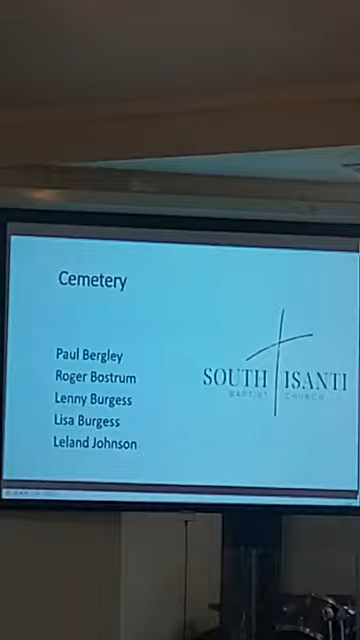 Cemetery
Paul Bergley
Roger Bostrum
Lenny Burgess
Lisa Burgess
Leland Johnson
SOUTH ISANTI
BAPTIST CHURCH